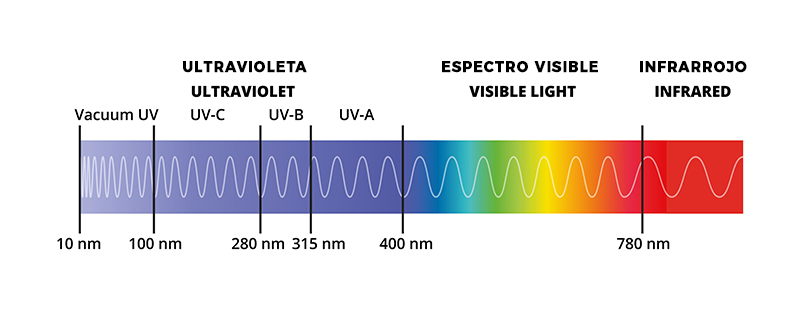 ULTRAVIOLETA
ULTRAVIOLET
ESPECTRO VISIBLE
VISIBLE LIGHT
INFRARROJO
INFRARED
Vacuum UV
UV-C
UV-B
UV-A
10 nm
100 nm
280 nm
315 nm
400 nm
780 nm